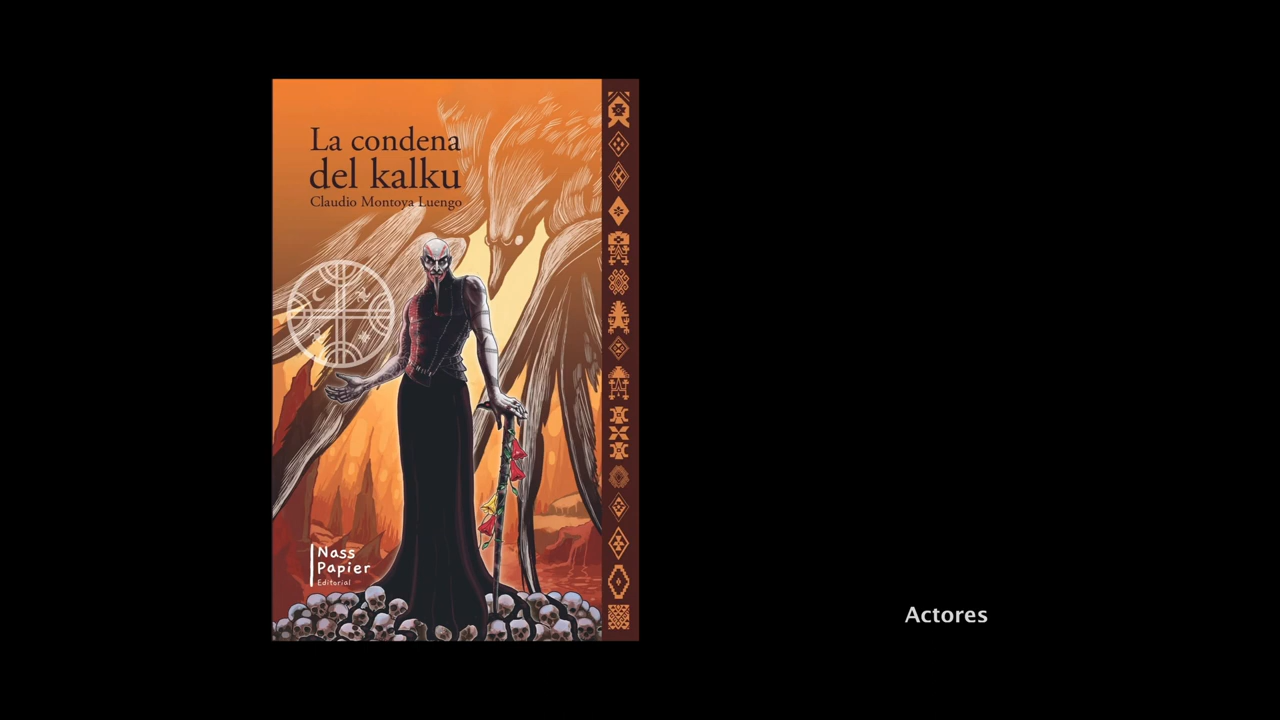 La condena
del kalku
Claudio Montoya Luengo
Nass
Papier
Editorial
Actores